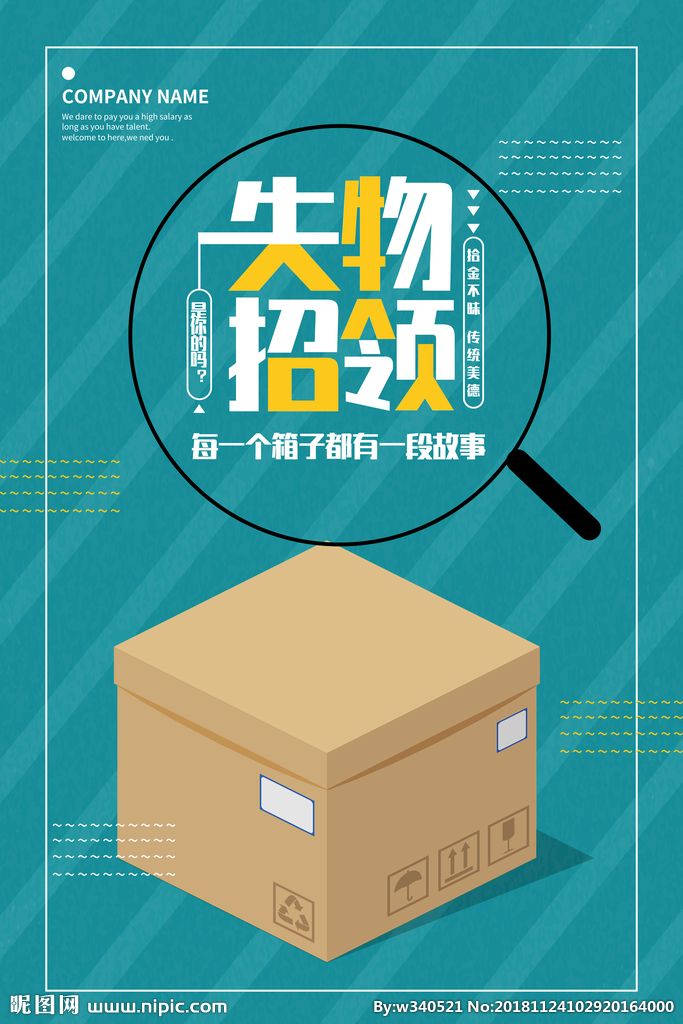 COMPANY NAME
We dare to pay you a high salary as
long as you have talent.
welcome to here,we ned you .
失物
招领
是你的吗？
拾金不昧 传统美德
每一个箱子都有一段故事
昵图网 www.nipic.com
By:w340521 No:20181124102920164000